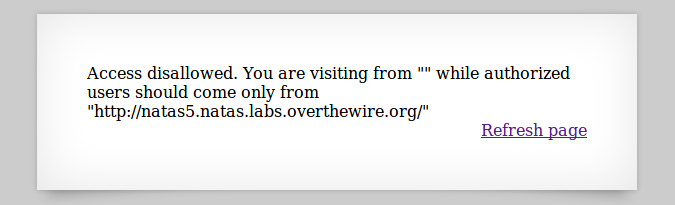 Access disallowed. You are visiting from "" while authorized
users should come only from
"http://natas5.natas.labs.overthewire.org/"
Refresh page